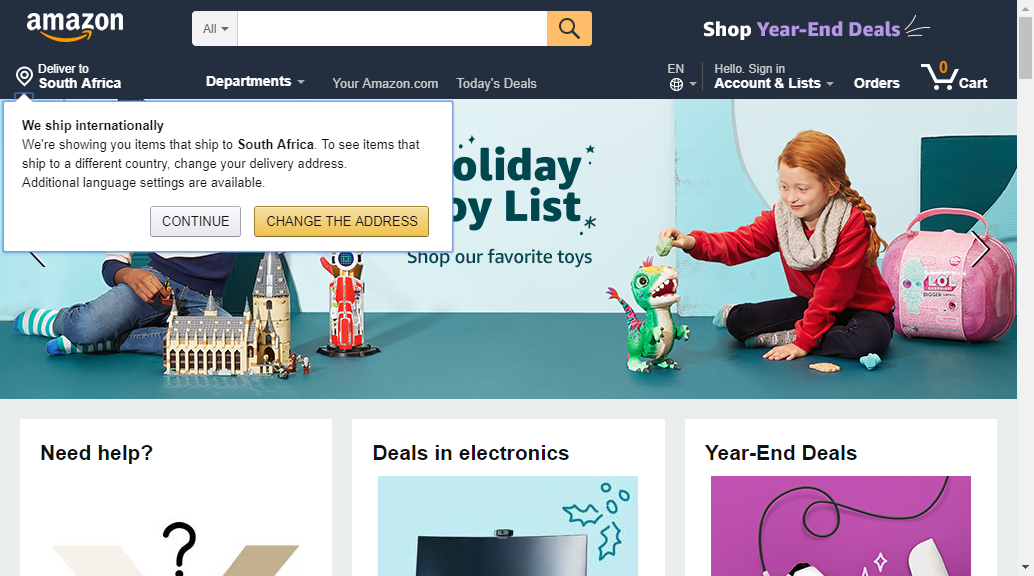 amazon
All
Shop Year-End Deals
Deliver to
South Africa
Departments
Your Amazon.com
Today's Deals
EN
Hello. Sign in
Account & Lists
Orders
0
Cart
We ship internationally
We're showing you items that ship to South Africa. To see items that
ship to a different country, change your delivery address.
Additional language settings are available.
CONTINUE
CHANGE THE ADDRESS
oliday
oy List
Shop our favorite toys
L.O.L.
SURPRISE!
BIGGER
Need help?
Deals in electronics
Year-End Deals
?